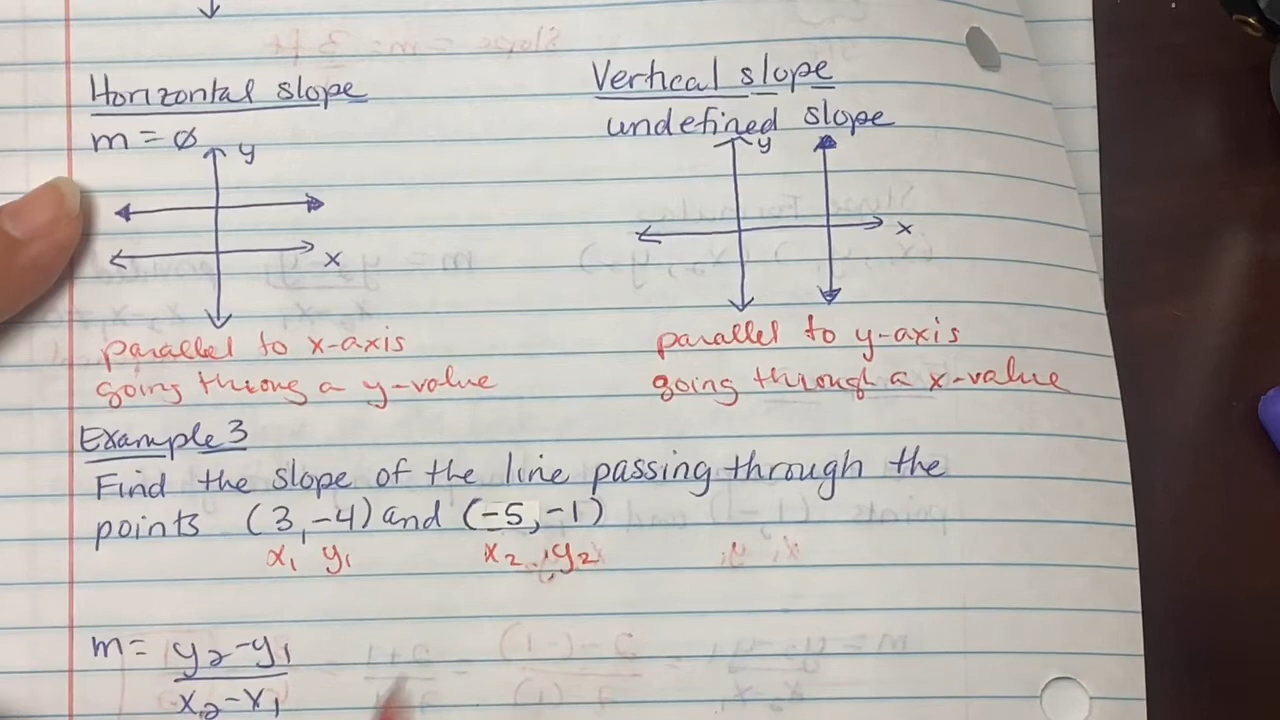 Horizontal slope
m = ∅
y
x
parallel to x-axis
going throng a y-value
Vertical slope
undefined slope
y
x
parallel to y-axis
going through a x-value
Example 3
Find the slope of the line passing through the
points (3, -4) and (-5, -1)
x₁ y₁ x₂, y₂
m = y₂ - y₁
x₂ - x₁